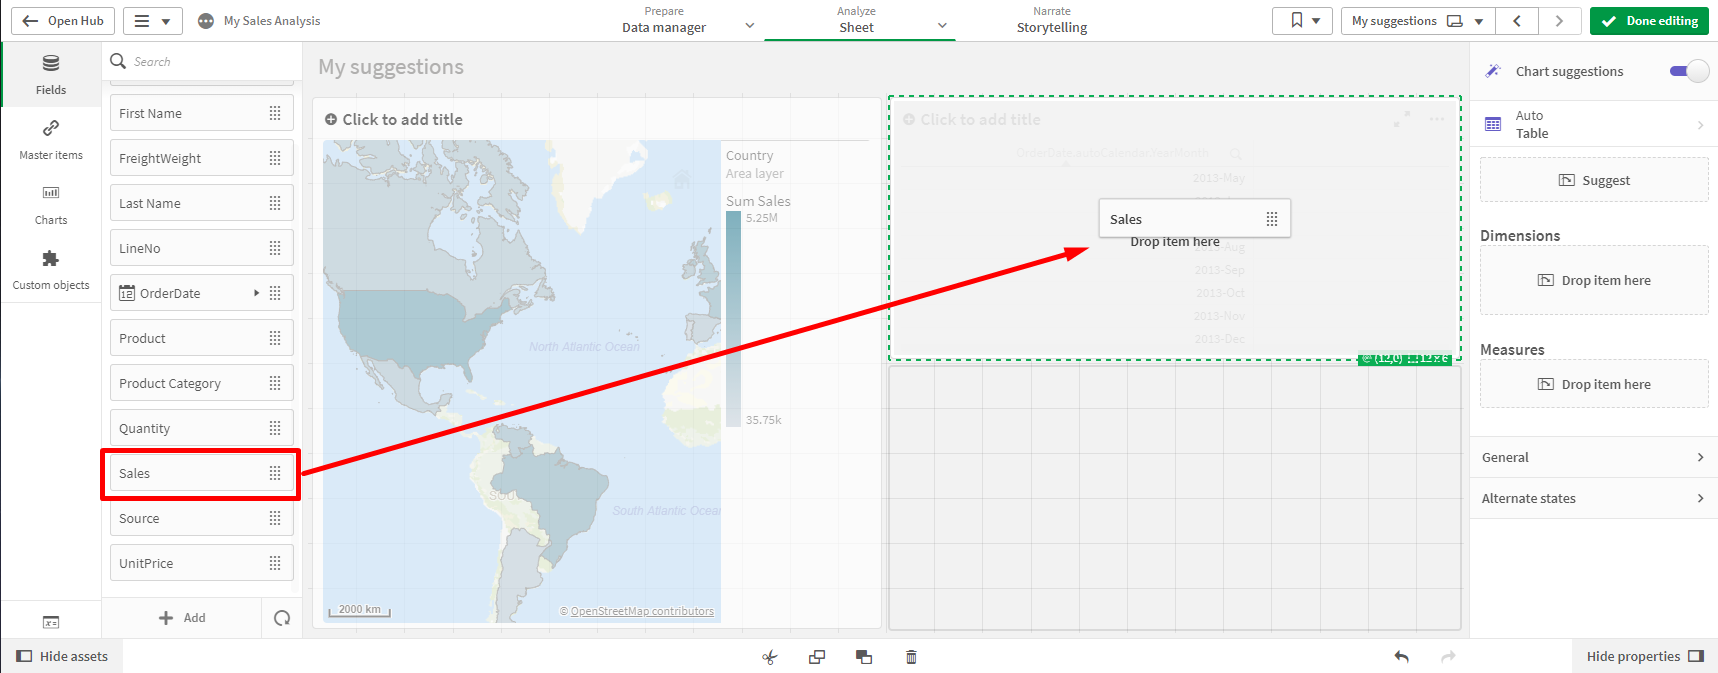 Open Hub
My Sales Analysis
Prepare
Data manager
Analyze
Sheet
Narrate
Storytelling
My suggestions
Done editing
Fields
Master items
Charts
Custom objects
Search
First Name
FreightWeight
Last Name
LineNo
12 OrderDate
Product
Product Category
Quantity
Sales
Source
UnitPrice
Add
My suggestions
Click to add title
Country
Area layer
Sum Sales
5.25M
35.75k
North Atlantic Ocean
South Atlantic Ocean
2000 km
© OpenStreetMap contributors
Click to add title
OrderDate.autoCalendar.YearMonth
2013-May
Sales
Drop item here
2013-Aug
2013-Sep
2013-Oct
2013-Nov
2013-Dec
Chart suggestions
Auto
Table
Suggest
Dimensions
Drop item here
Measures
Drop item here
General
Alternate states
Hide assets
Hide properties